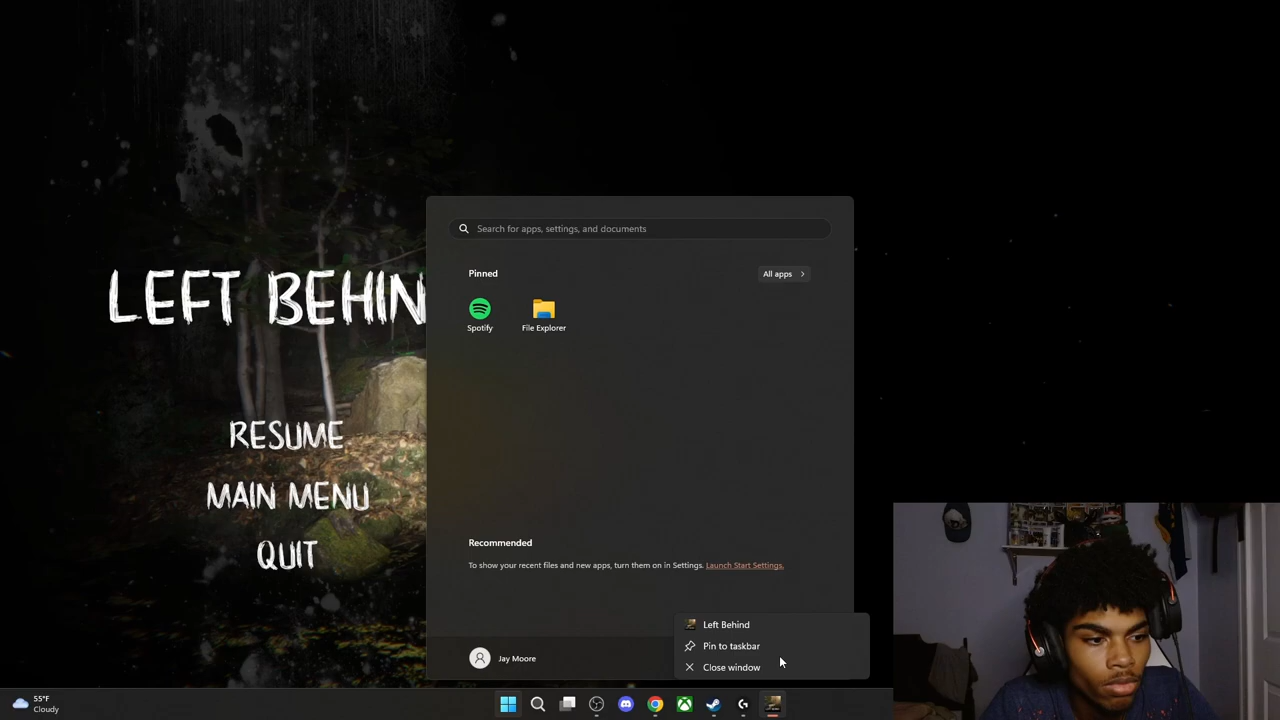 Search for apps, settings, and documents
Pinned
All apps
Spotify
File Explorer
LEFT BEHIN
RESUME
MAIN MENU
QUIT
Recommended
To show your recent files and new apps, turn them on in Settings. Launch Start Settings.
Jay Moore
Left Behind
Pin to taskbar
Close window
55°F
Cloudy